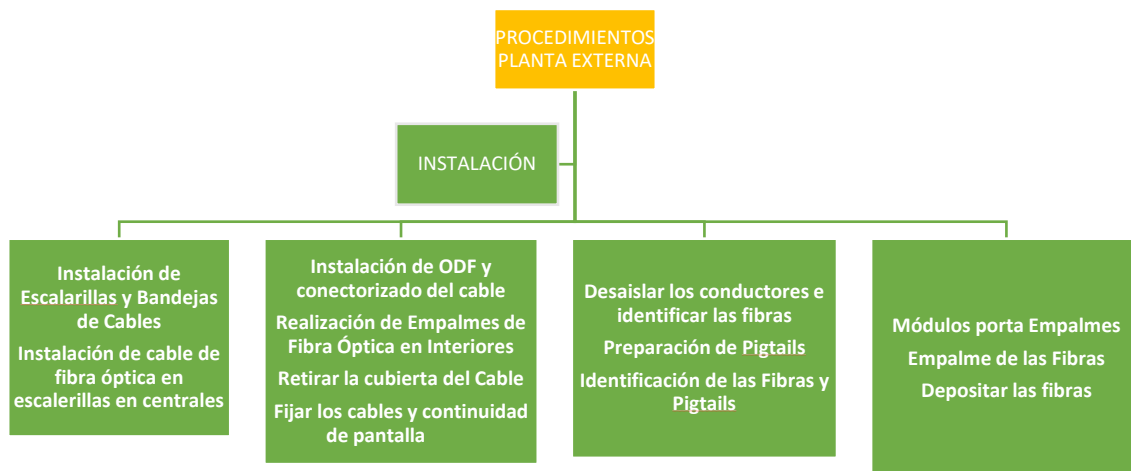 PROCEDIMIENTOS
PLANTA EXTERNA
INSTALACIÓN
Instalación de
Escalarillas y Bandejas
de Cables
Instalación de cable de
fibra óptica en
escalerillas en centrales
Instalación de ODF y
conectorizado del cable
Realización de Empalmes de
Fibra Óptica en Interiores
Retirar la cubierta del Cable
Fijar los cables y continuidad
de pantalla
Desaislar los conductores e
identificar las fibras
Preparación de Pigtails
Identificación de las Fibras y
Pigtails
Módulos porta Empalmes
Empalme de las Fibras
Depositar las fibras